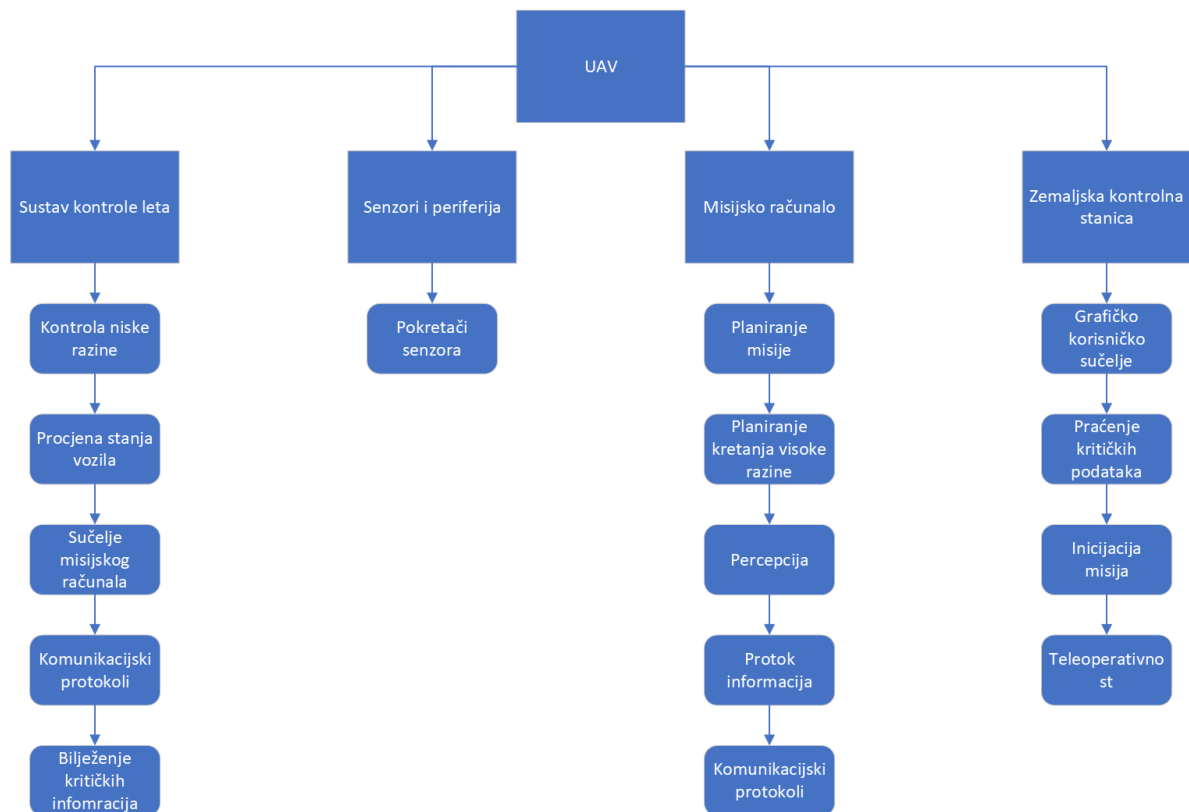 UAV
Sustav kontrole leta
Senzori i periferija
Misijsko računalo
Zemaljska kontrolna
stanica
Kontrola niske
razine
Pokretači
senzora
Planiranje
misije
Grafičko
korisničko
sučelje
Procjena stanja
vozila
Planiranje
kretanja visoke
razine
Praćenje
kritičkih
podataka
Sučelje
misijskog
računala
Percepcija
Inicijacija
misija
Komunikacijski
protokoli
Protok
informacija
Teleoperativno
st
Bilježenje
kritičkih
infomracija
Komunikacijski
protokoli